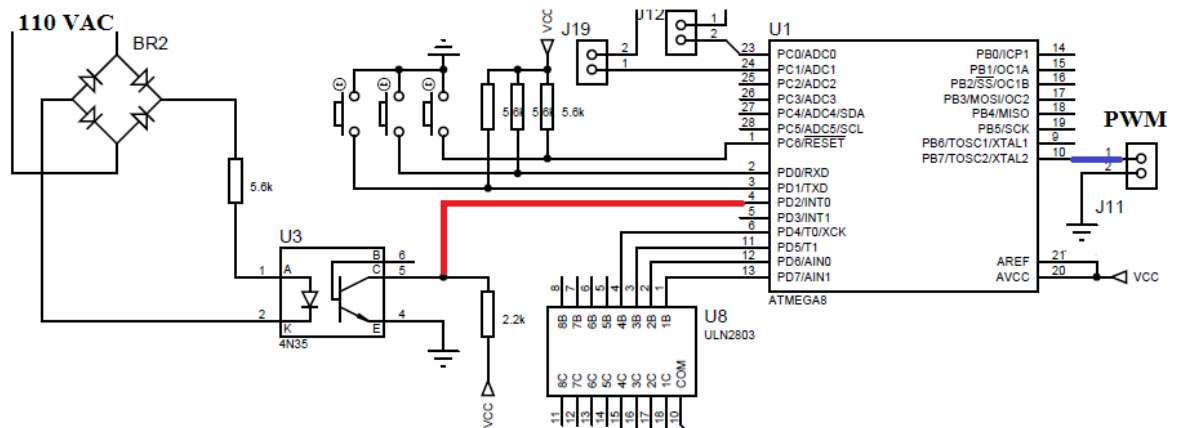 110 VAC
BR2
5.6k
U3
1
A
2
K
4N35
B
6
C
5
E
4
2.2k
VCC
J19
2
1
VCC
5.6k
5.6k
5.6k
J12
1
2
U1
23 PC0/ADC0
24 PC1/ADC1
25 PC2/ADC2
26 PC3/ADC3
27 PC4/ADC4/SDA
28 PC5/ADC5/SCL
1 PC6/RESET
2 PD0/RXD
3 PD1/TXD
4 PD2/INT0
5 PD3/INT1
6 PD4/T0/XCK
11 PD5/T1
12 PD6/AIN0
13 PD7/AIN1
PB0/ICP1 14
PB1/OC1A 15
PB2/SS/OC1B 16
PB3/MOSI/OC2 17
PB4/MISO 18
PB5/SCK 19
PB6/TOSC1/XTAL1 9
PB7/TOSC2/XTAL2 10
AREF 21
AVCC 20
VCC
ATMEGA8
PWM
1
2
J11
8 7 6 5 4 3 2 1
8B 7B 6B 5B 4B 3B 2B 1B
U8
ULN2803
8C 7C 6C 5C 4C 3C 2C 1C COM
11 12 13 14 15 16 17 18 10